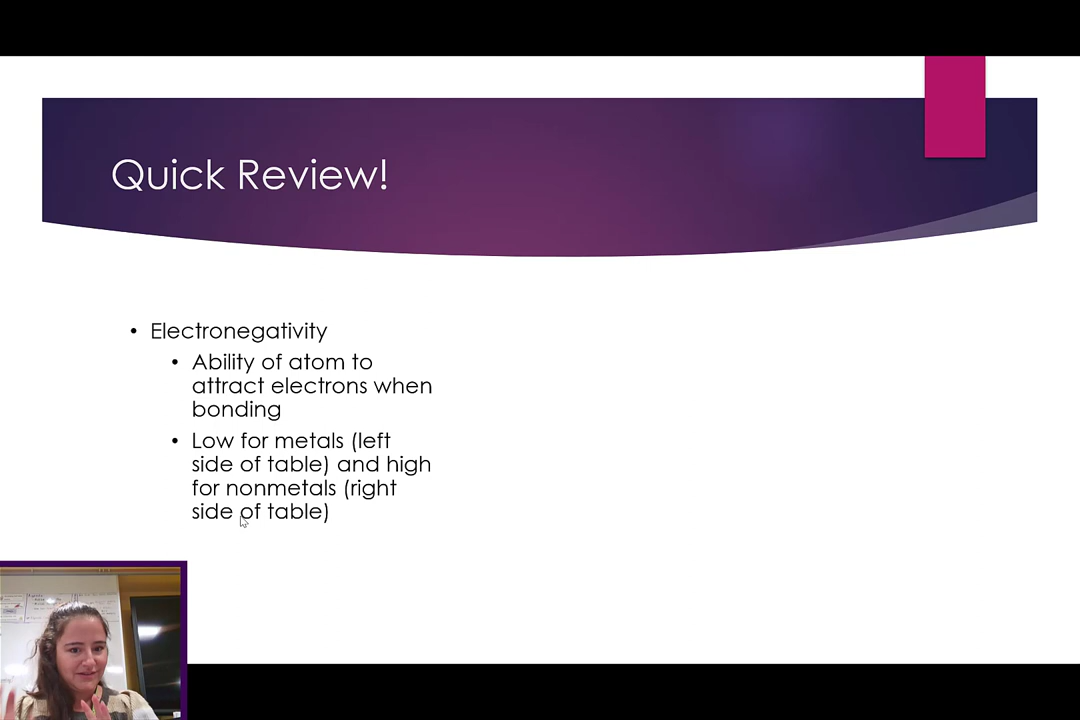 Quick Review!
• Electronegativity
• Ability of atom to
attract electrons when
bonding
• Low for metals (left
side of table) and high
for nonmetals (right
side of table)